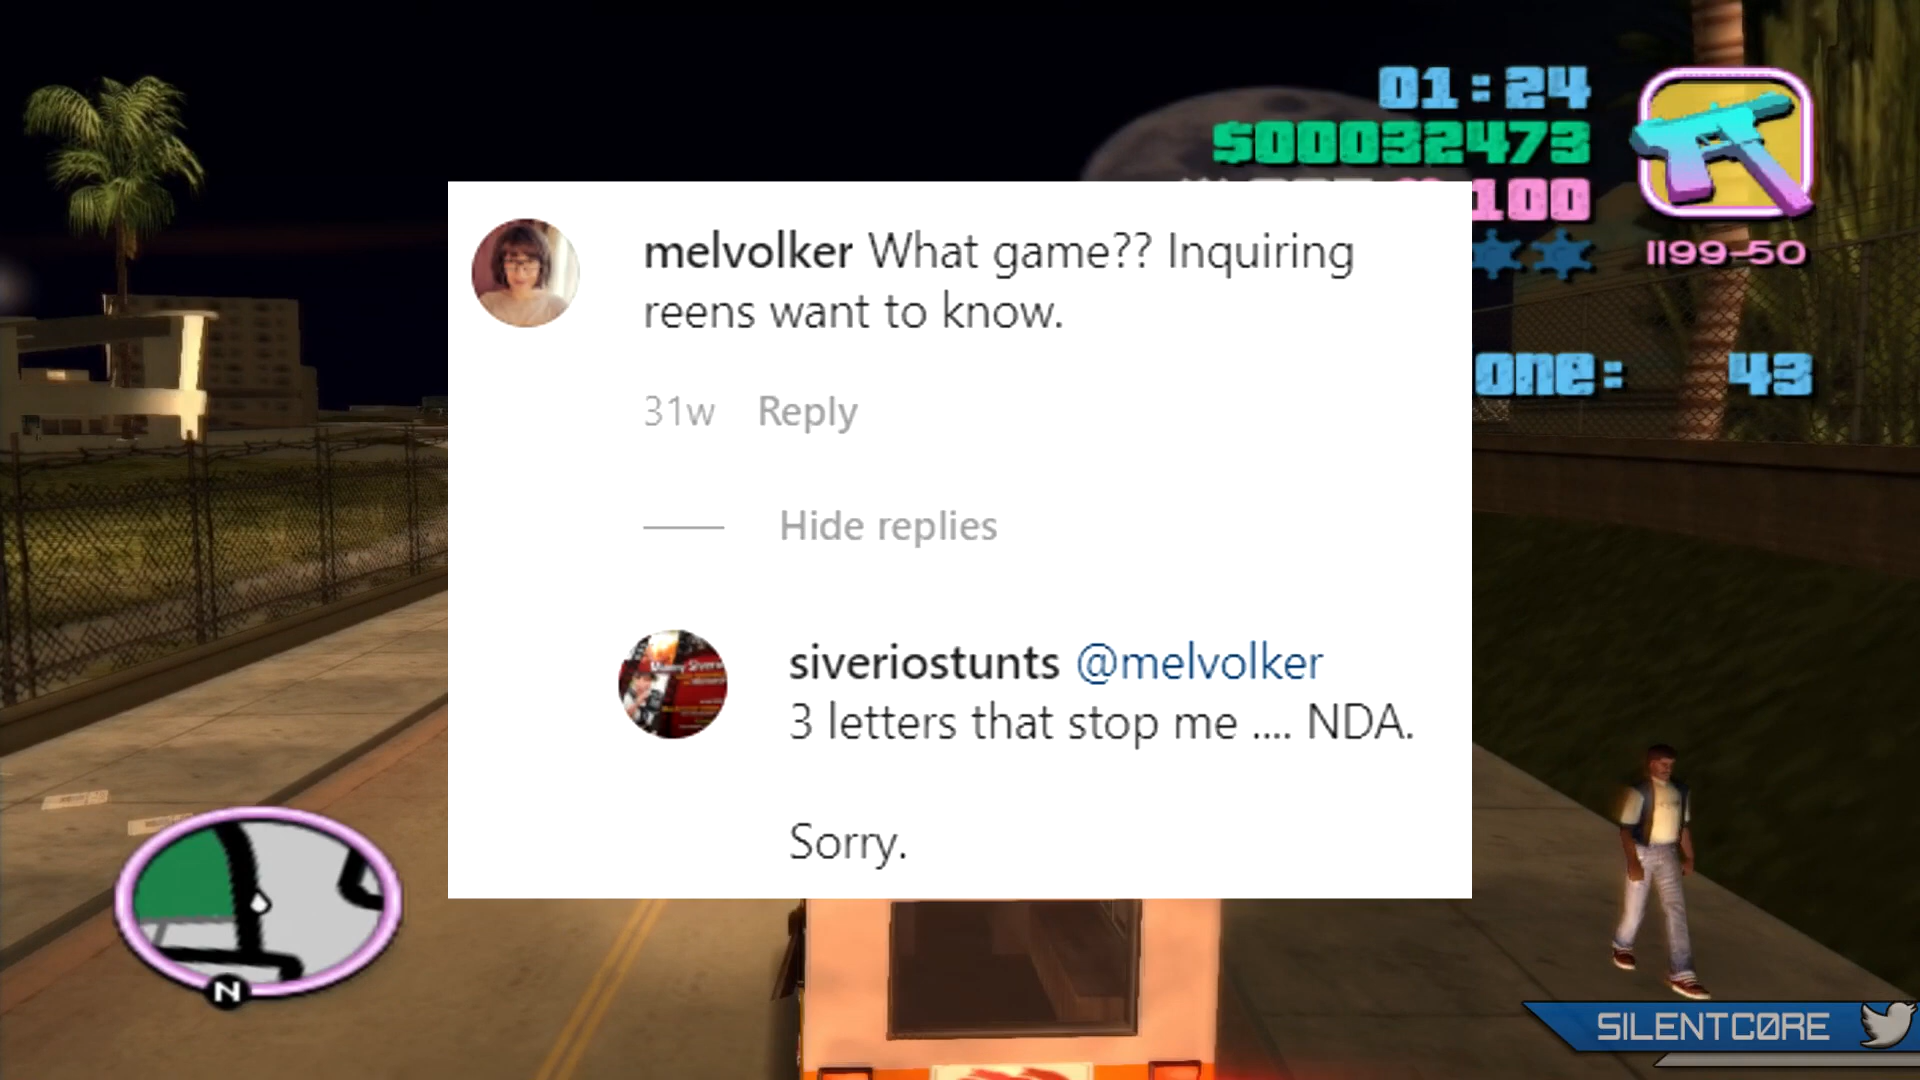 01:24
$00032473
100
1199-50
one: 43
melvolker What game?? Inquiring
reens want to know.
31w Reply
Hide replies
siveriostunts @melvolker
3 letters that stop me .... NDA.
Sorry.
N
SILENTCØRE